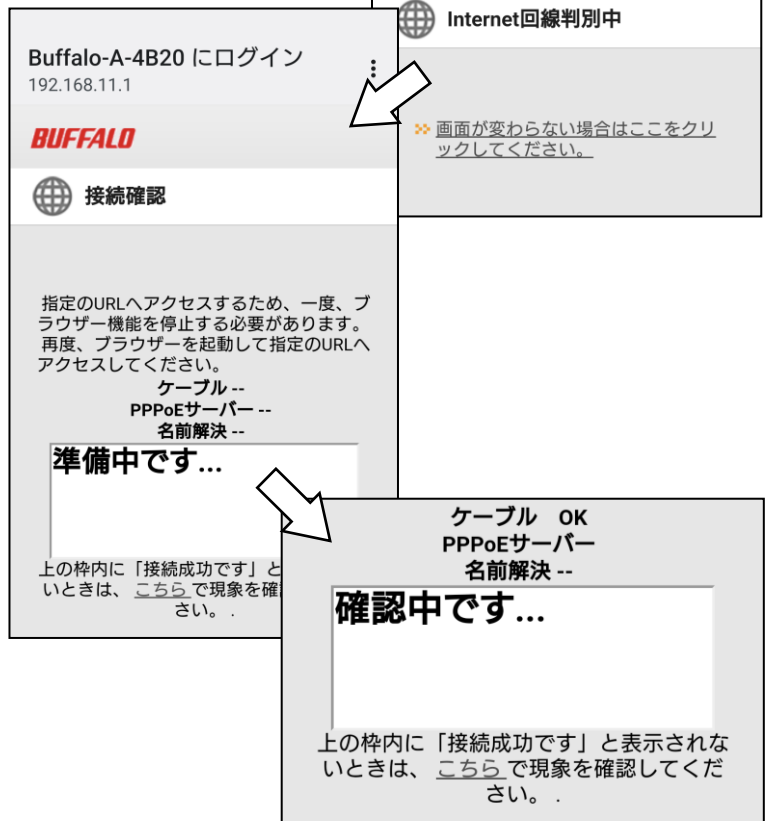 Internet回線判別中
画面が変わらない場合はここをクリ
ックしてください。
Buffalo-A-4B20 にログイン
192.168.11.1
BUFFALO
接続確認
指定のURLへアクセスするため、一度、ブ
ラウザー機能を停止する必要があります。
再度、ブラウザーを起動して指定のURLへ
アクセスしてください。
ケーブル --
PPPoEサーバー --
名前解決 --
準備中です...
上の枠内に「接続成功です」と
いときは、 こちら で現象を確
さい。 .
ケーブル OK
PPPoEサーバー
名前解決 --
確認中です...
上の枠内に「接続成功です」と表示されな
いときは、 こちら で現象を確認してくだ
さい。 .